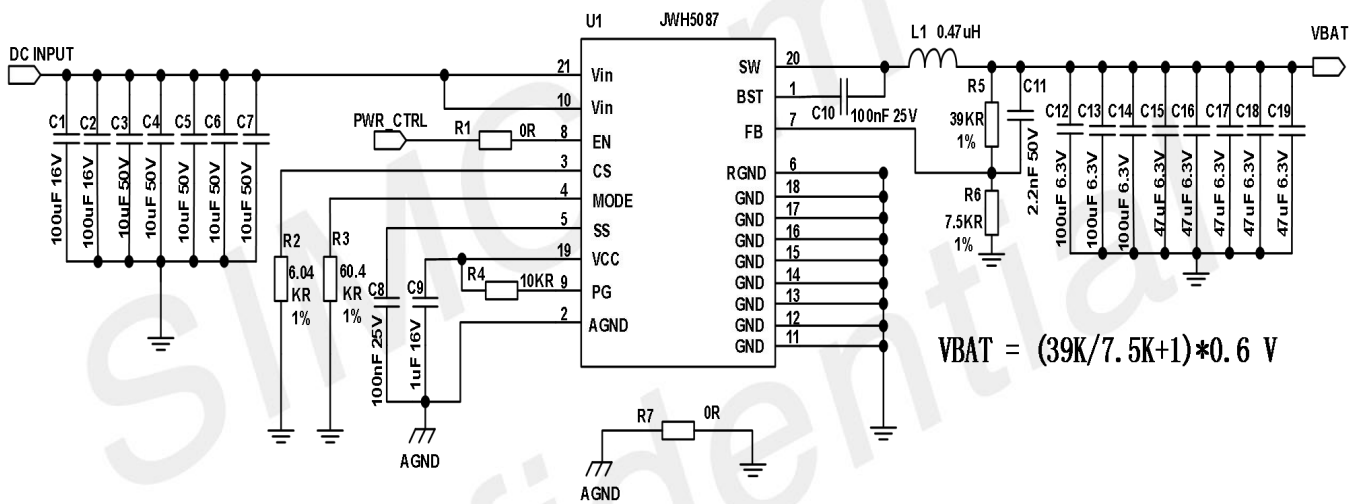 U1
JWH5087
DC INPUT
21 Vin
10 Vin
PWR_CTRL
R1 0R
8 EN
3 CS
4 MODE
5 SS
19 VCC
9 PG
2 AGND
SW 20
BST 1
FB 7
RGND 6
GND 18
GND 17
GND 16
GND 15
GND 14
GND 13
GND 12
GND 11
C1 100uF 16V
C2 100uF 16V
C3 10uF 50V
C4 10uF 50V
C5 10uF 50V
C6 10uF 50V
C7 10uF 50V
R2
6.04
KR
1%
R3
60.4
KR
1%
C8 100nF 25V
C9 1uF 16V
R4 10KR
AGND
R7 0R
AGND
L1 0.47uH
VBAT
C10 100nF 25V
R5
39KR
1%
C11 2.2nF 50V
R6
7.5KR
1%
C12 100uF 6.3V
C13 100uF 6.3V
C14 100uF 6.3V
C15 47uF 6.3V
C16 47uF 6.3V
C17 47uF 6.3V
C18 47uF 6.3V
C19 47uF 6.3V
VBAT = (39K/7.5K+1)*0.6 V